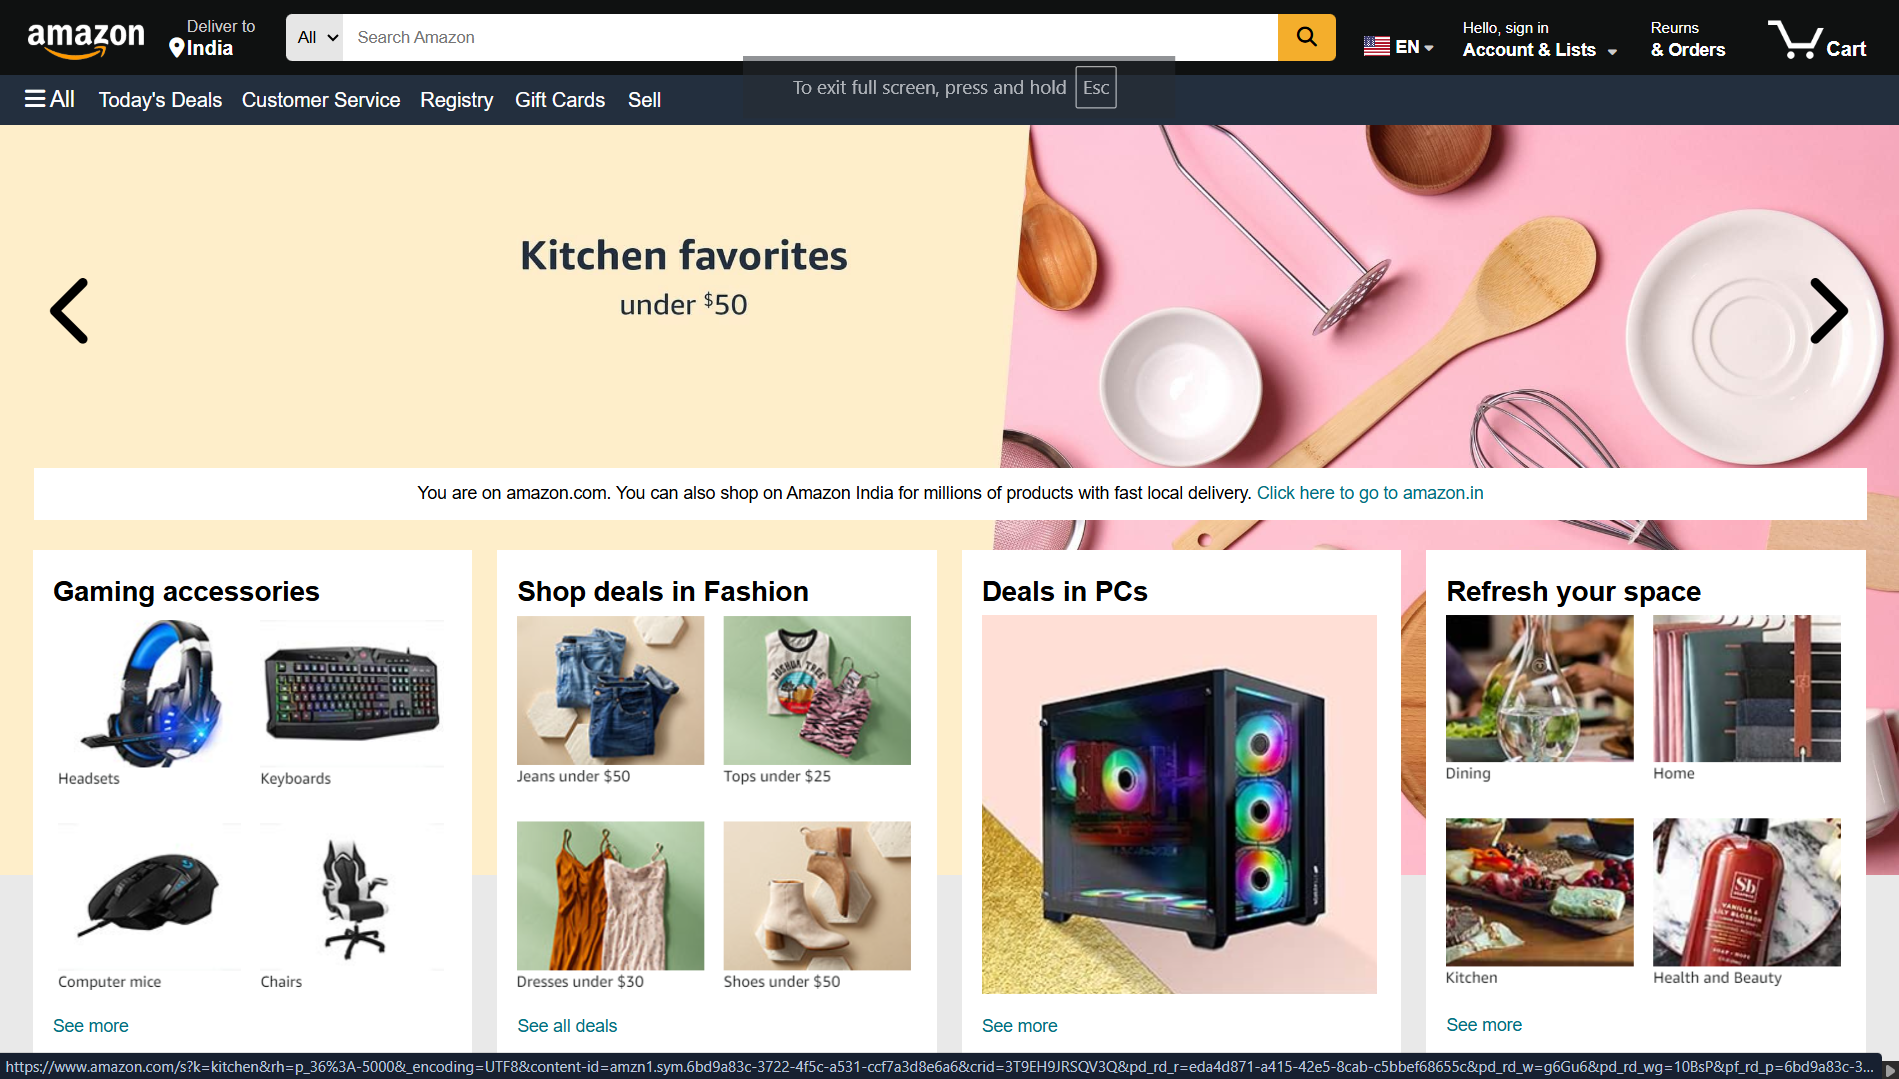 amazon
Deliver to
India
All
Search Amazon
EN
Hello, sign in
Account & Lists
Reurns
& Orders
Cart
All
Today's Deals
Customer Service
Registry
Gift Cards
Sell
To exit full screen, press and hold Esc
Kitchen favorites
under $50
You are on amazon.com. You can also shop on Amazon India for millions of products with fast local delivery. Click here to go to amazon.in
Gaming accessories
Headsets
Keyboards
Computer mice
Chairs
See more
Shop deals in Fashion
JOSHUA TREE
Jeans under $50
Tops under $25
Dresses under $30
Shoes under $50
See all deals
Deals in PCs
See more
Refresh your space
Dining
Home
Sb
VANILLA &
LILY BLOSSOM
Kitchen
Health and Beauty
See more
https://www.amazon.com/s?k=kitchen&rh=p_36%3A-5000&_encoding=UTF8&content-id=amzn1.sym.6bd9a83c-3722-4f5c-a531-ccf7a3d8e6a6&crid=3T9EH9JRSQV3Q&pd_rd_r=eda4d871-a415-42e5-8cab-c5bbef68655c&pd_rd_w=g6Gu6&pd_rd_wg=10BsP&pf_rd_p=6bd9a83c-3...